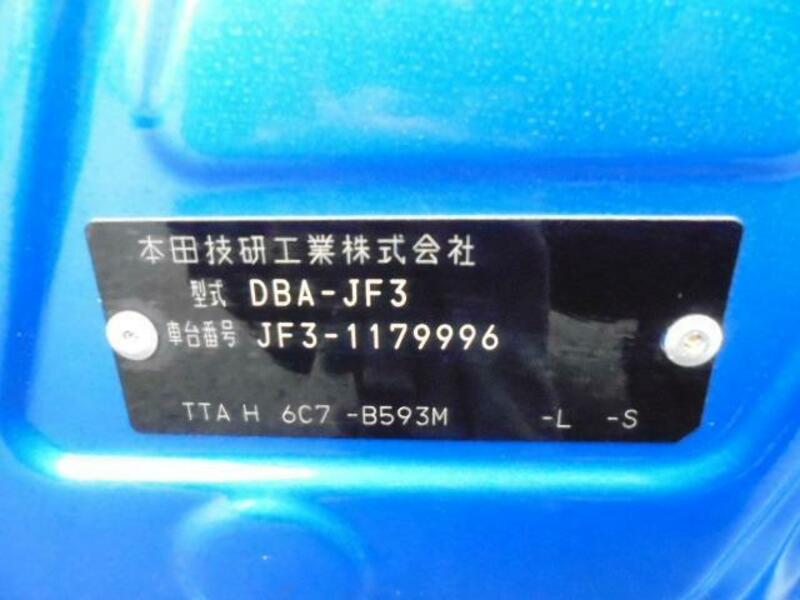 本田技研工業株式会社
型式 DBA-JF3
車台番号 JF3-1179996
TTA H 6C7 -B593M -L -S